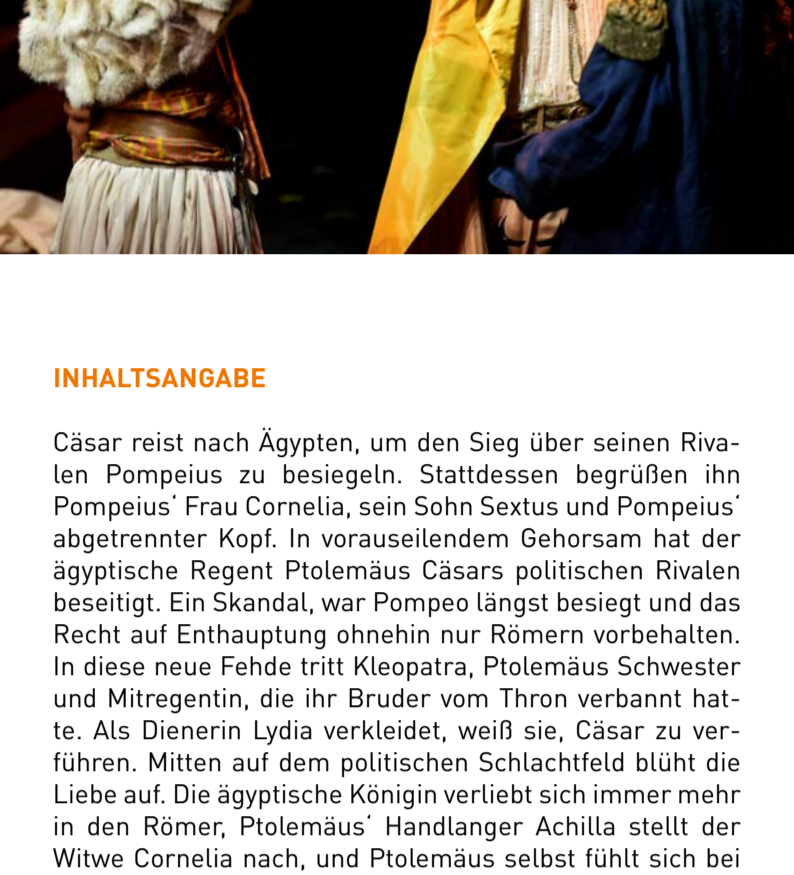 INHALTSANGABE
Cäsar reist nach Ägypten, um den Sieg über seinen Riva-
len Pompeius zu besiegeln. Stattdessen begrüßen ihn
Pompeius‘ Frau Cornelia, sein Sohn Sextus und Pompeius‘
abgetrennter Kopf. In vorauseilendem Gehorsam hat der
ägyptische Regent Ptolemäus Cäsars politischen Rivalen
beseitigt. Ein Skandal, war Pompeo längst besiegt und das
Recht auf Enthauptung ohnehin nur Römern vorbehalten.
In diese neue Fehde tritt Kleopatra, Ptolemäus Schwester
und Mitregentin, die ihr Bruder vom Thron verbannt hat-
te. Als Dienerin Lydia verkleidet, weiß sie, Cäsar zu ver-
führen. Mitten auf dem politischen Schlachtfeld blüht die
Liebe auf. Die ägyptische Königin verliebt sich immer mehr
in den Römer, Ptolemäus‘ Handlanger Achilla stellt der
Witwe Cornelia nach, und Ptolemäus selbst fühlt sich bei